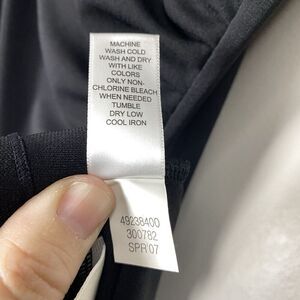 MACHINE
WASH COLD
WASH AND DRY
WITH LIKE
COLORS
ONLY NON-
CHLORINE BLEACH
WHEN NEEDED
TUMBLE
DRY LOW
COOL IRON
49238400
300782
SPR'07